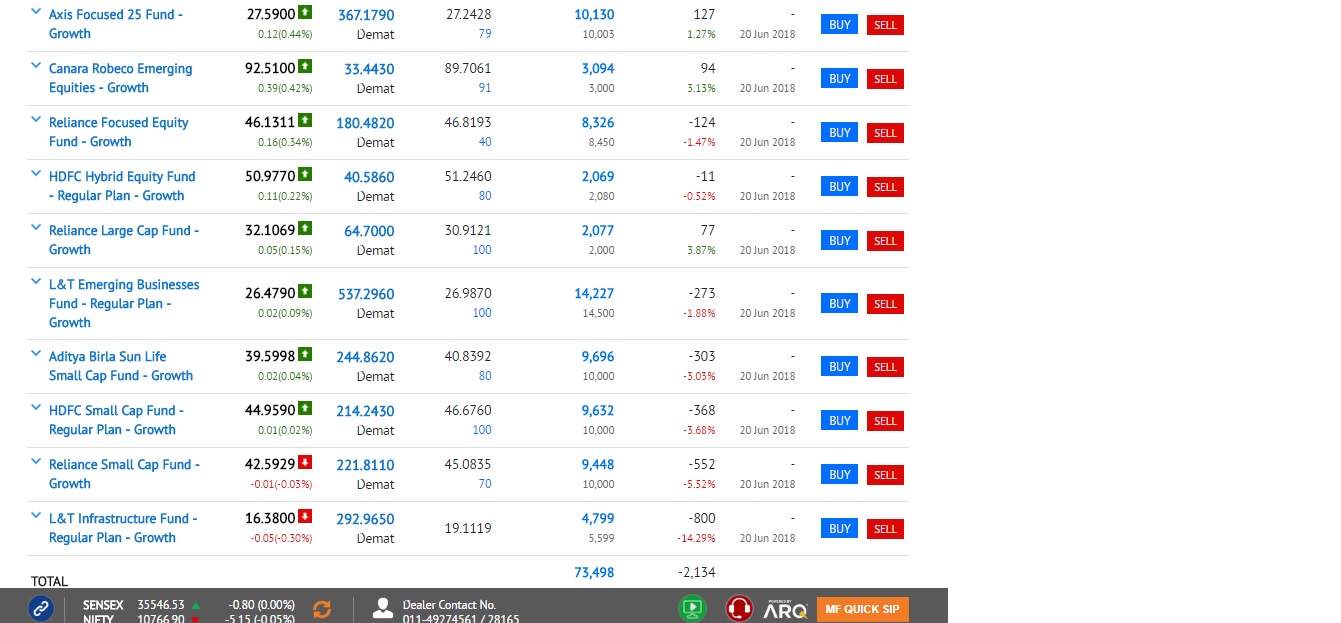 Axis Focused 25 Fund - 27.5900 367.1790 27.2428 10,130 127 - BUY SELL
Growth 0.12(0.44%) Demat 79 10,003 1.27% 20 Jun 2018
Canara Robeco Emerging 92.5100 33.4430 89.7061 3,094 94 - BUY SELL
Equities - Growth 0.39(0.42%) Demat 91 3,000 3.13% 20 Jun 2018
Reliance Focused Equity 46.1311 180.4820 46.8193 8,326 -124 - BUY SELL
Fund - Growth 0.16(0.34%) Demat 40 8,450 -1.47% 20 Jun 2018
HDFC Hybrid Equity Fund 50.9770 40.5860 51.2460 2,069 -11 - BUY SELL
- Regular Plan - Growth 0.11(0.22%) Demat 80 2,080 -0.52% 20 Jun 2018
Reliance Large Cap Fund - 32.1069 64.7000 30.9121 2,077 77 - BUY SELL
Growth 0.05(0.15%) Demat 100 2,000 3.87% 20 Jun 2018
L&T Emerging Businesses
Fund - Regular Plan - 26.4790 537.2960 26.9870 14,227 -273 - BUY SELL
Growth 0.02(0.09%) Demat 100 14,500 -1.88% 20 Jun 2018
Aditya Birla Sun Life 39.5998 244.8620 40.8392 9,696 -303 - BUY SELL
Small Cap Fund - Growth 0.02(0.04%) Demat 80 10,000 -3.03% 20 Jun 2018
HDFC Small Cap Fund - 44.9590 214.2430 46.6760 9,632 -368 - BUY SELL
Regular Plan - Growth 0.01(0.02%) Demat 100 10,000 -3.68% 20 Jun 2018
Reliance Small Cap Fund - 42.5929 221.8110 45.0835 9,448 -552 - BUY SELL
Growth -0.01(-0.03%) Demat 70 10,000 -5.52% 20 Jun 2018
L&T Infrastructure Fund - 16.3800 292.9650 19.1119 4,799 -800 - BUY SELL
Regular Plan - Growth -0.05(-0.30%) Demat 5,599 -14.29% 20 Jun 2018
TOTAL 73,498 -2,134
SENSEX 35546.53 -0.80 (0.00%) Dealer Contact No. POWERED BY ARQ MF QUICK SIP
NIFTY 10766.90 -5.15 (-0.05%) 011-49274561 / 28165